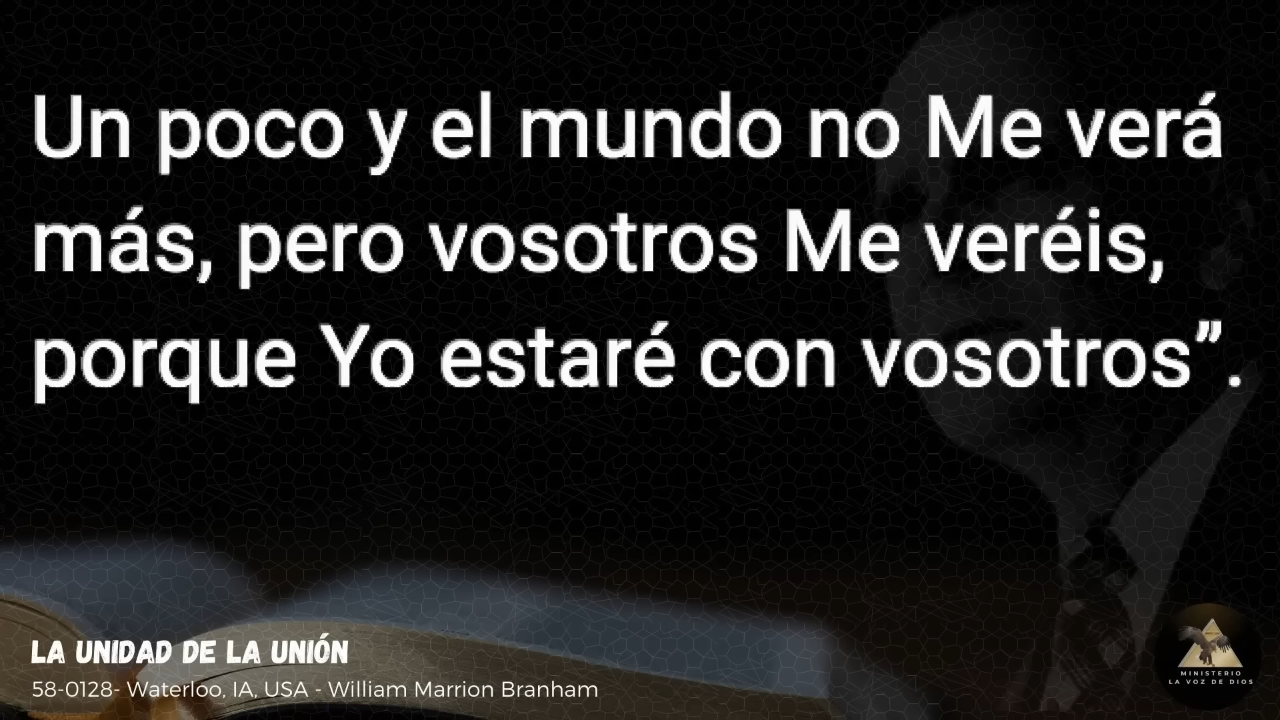 Un poco y el mundo no Me verá
más, pero vosotros Me veréis,
porque Yo estaré con vosotros”.
LA UNIDAD DE LA UNIÓN
58-0128- Waterloo, IA, USA - William Marrion Branham
MINISTERIO
LA VOZ DE DIOS